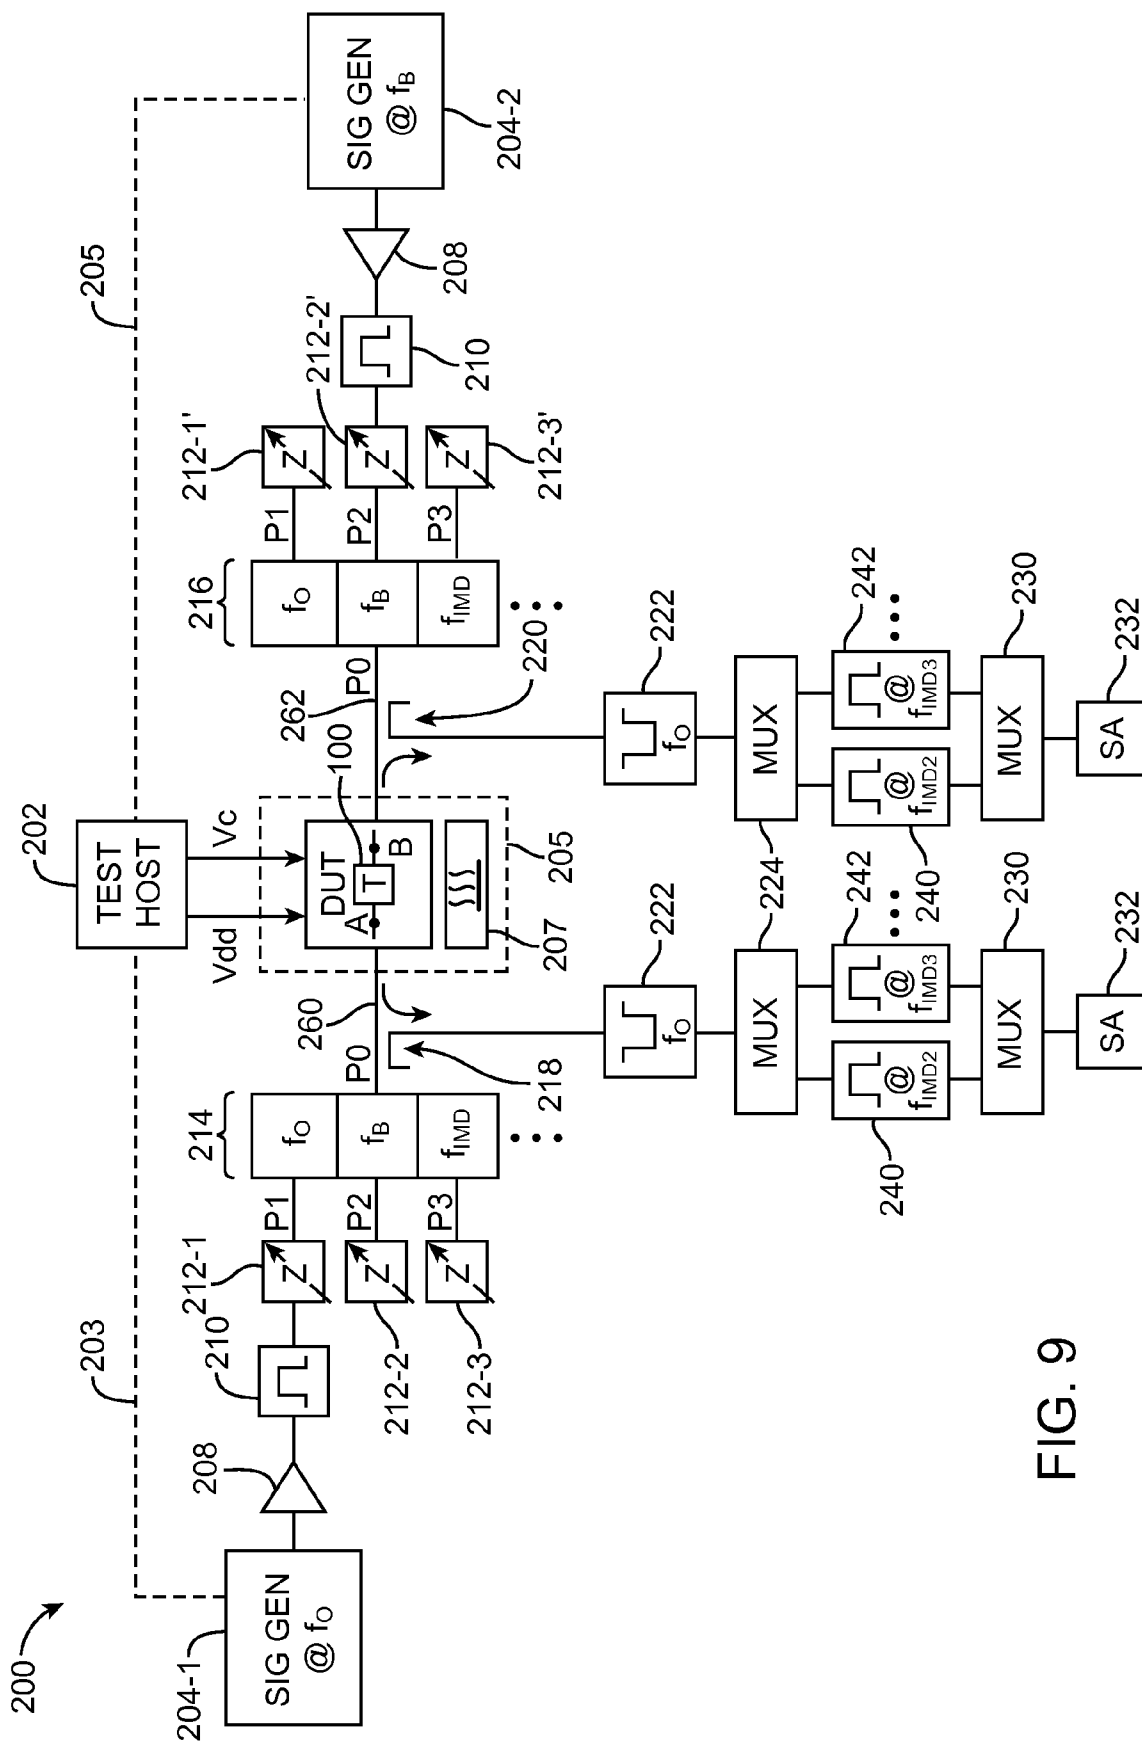 200
203
202
205
TEST
HOST
Vdd
Vc
204-1
SIG GEN
@ fO
208
210
212-1
Z
212-2
Z
212-3
Z
P1
P2
P3
214
fO
fB
fIMD
P0
260
218
DUT
A
T
B
100
207
205
262
P0
220
216
fO
fB
fIMD
P1
P2
P3
212-1'
Z
212-2'
Z
212-3'
Z
210
208
SIG GEN
@ fB
204-2
222
fO
222
fO
MUX
224
MUX
240
@
fIMD2
242
@
fIMD3
240
@
fIMD2
242
@
fIMD3
MUX
230
MUX
230
SA
232
SA
232
FIG. 9